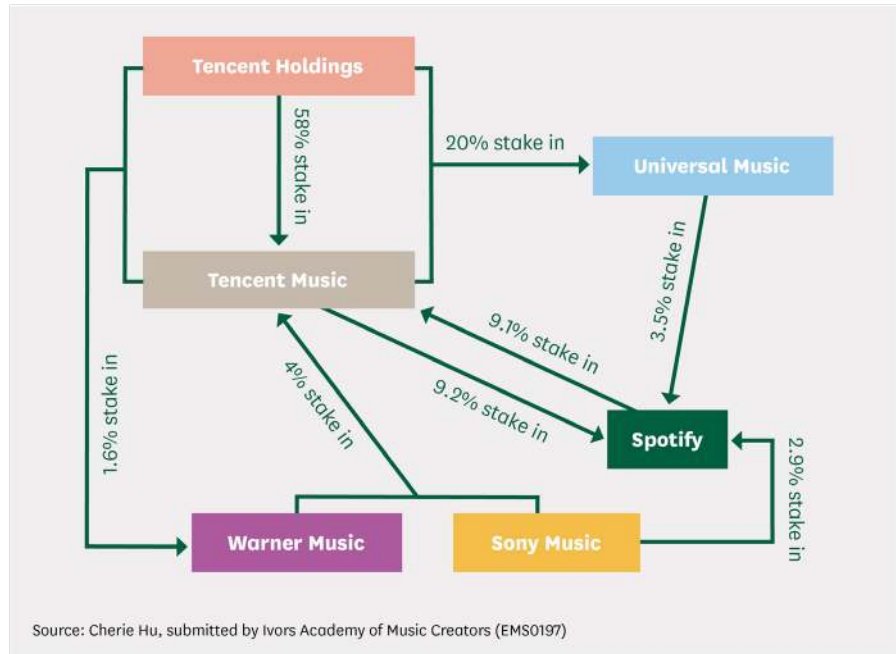 Tencent Holdings
58% stake in
20% stake in
Universal Music
Tencent Music
3.5% stake in
9.1% stake in
9.2% stake in
4% stake in
1.6% stake in
Spotify
2.9% stake in
Warner Music
Sony Music
Source: Cherie Hu, submitted by Ivors Academy of Music Creators (EMS0197)